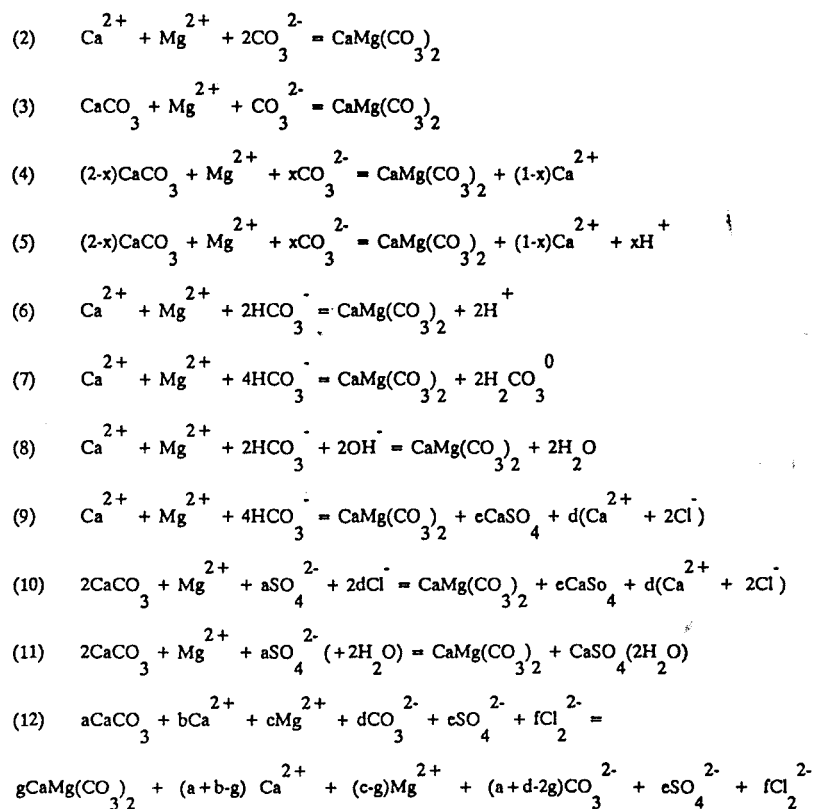 (2) Ca²⁺ + Mg²⁺ + 2CO₃²⁻ = CaMg(CO₃)₂
(3) CaCO₃ + Mg²⁺ + CO₃²⁻ = CaMg(CO₃)₂
(4) (2-x)CaCO₃ + Mg²⁺ + xCO₃²⁻ = CaMg(CO₃)₂ + (1-x)Ca²⁺
(5) (2-x)CaCO₃ + Mg²⁺ + xCO₃²⁻ = CaMg(CO₃)₂ + (1-x)Ca²⁺ + xH⁺
(6) Ca²⁺ + Mg²⁺ + 2HCO₃⁻ = CaMg(CO₃)₂ + 2H⁺
(7) Ca²⁺ + Mg²⁺ + 4HCO₃⁻ = CaMg(CO₃)₂ + 2H₂CO₃⁰
(8) Ca²⁺ + Mg²⁺ + 2HCO₃⁻ + 2OH⁻ = CaMg(CO₃)₂ + 2H₂O
(9) Ca²⁺ + Mg²⁺ + 4HCO₃⁻ = CaMg(CO₃)₂ + eCaSO₄ + d(Ca²⁺ + 2Cl⁻)
(10) 2CaCO₃ + Mg²⁺ + aSO₄²⁻ + 2dCl⁻ = CaMg(CO₃)₂ + eCaSo₄ + d(Ca²⁺ + 2Cl⁻)
(11) 2CaCO₃ + Mg²⁺ + aSO₄²⁻ (+2H₂O) = CaMg(CO₃)₂ + CaSO₄(2H₂O)
(12) aCaCO₃ + bCa²⁺ + cMg²⁺ + dCO₃²⁻ + eSO₄²⁻ + fCl₂²⁻ =
gCaMg(CO₃)₂ + (a+b-g) Ca²⁺ + (c-g)Mg²⁺ + (a+d-2g)CO₃²⁻ + eSO₄²⁻ + fCl₂²⁻